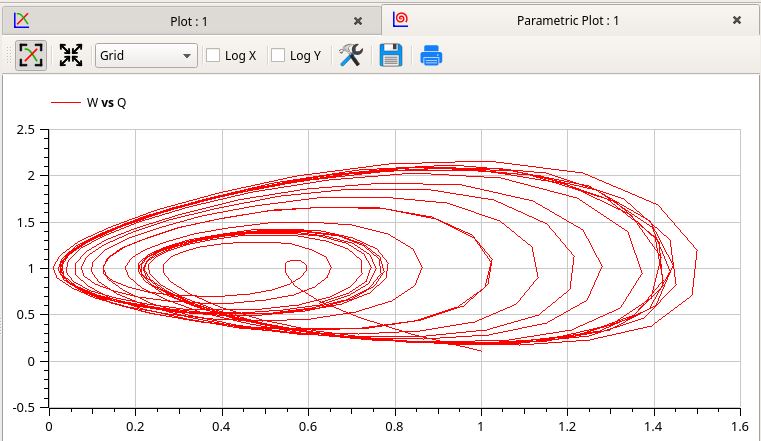 Plot : 1
Parametric Plot : 1
Grid
Log X
Log Y
W vs Q
2.5
2
1.5
1
0.5
0
-0.5
0 0.2 0.4 0.6 0.8 1 1.2 1.4 1.6